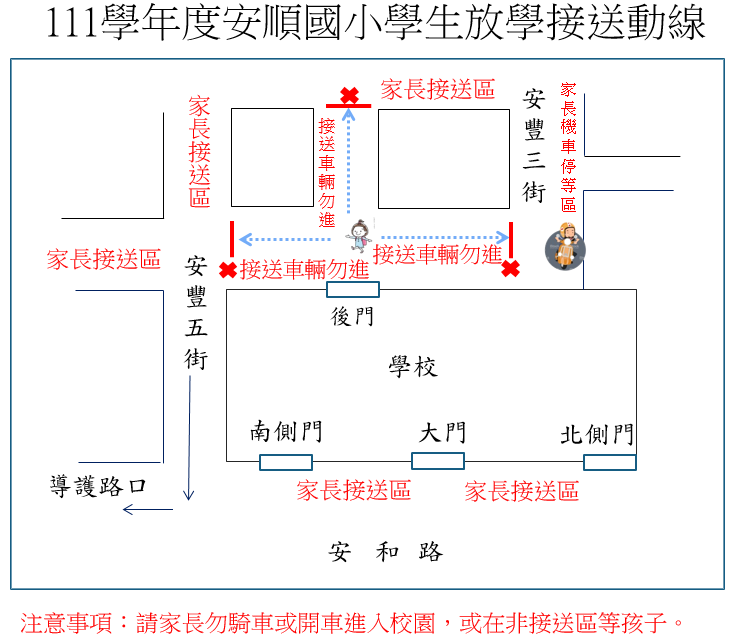 111學年度安順國小學生放學接送動線
家長接送區
家長接送區
接送車輛勿進
安豐三街
家長機車停等區
家長接送區
接送車輛勿進
接送車輛勿進
安豐五街
後門
學校
南側門
大門
北側門
導護路口
家長接送區
家長接送區
安和路
注意事項：請家長勿騎車或開車進入校園，或在非接送區等孩子。